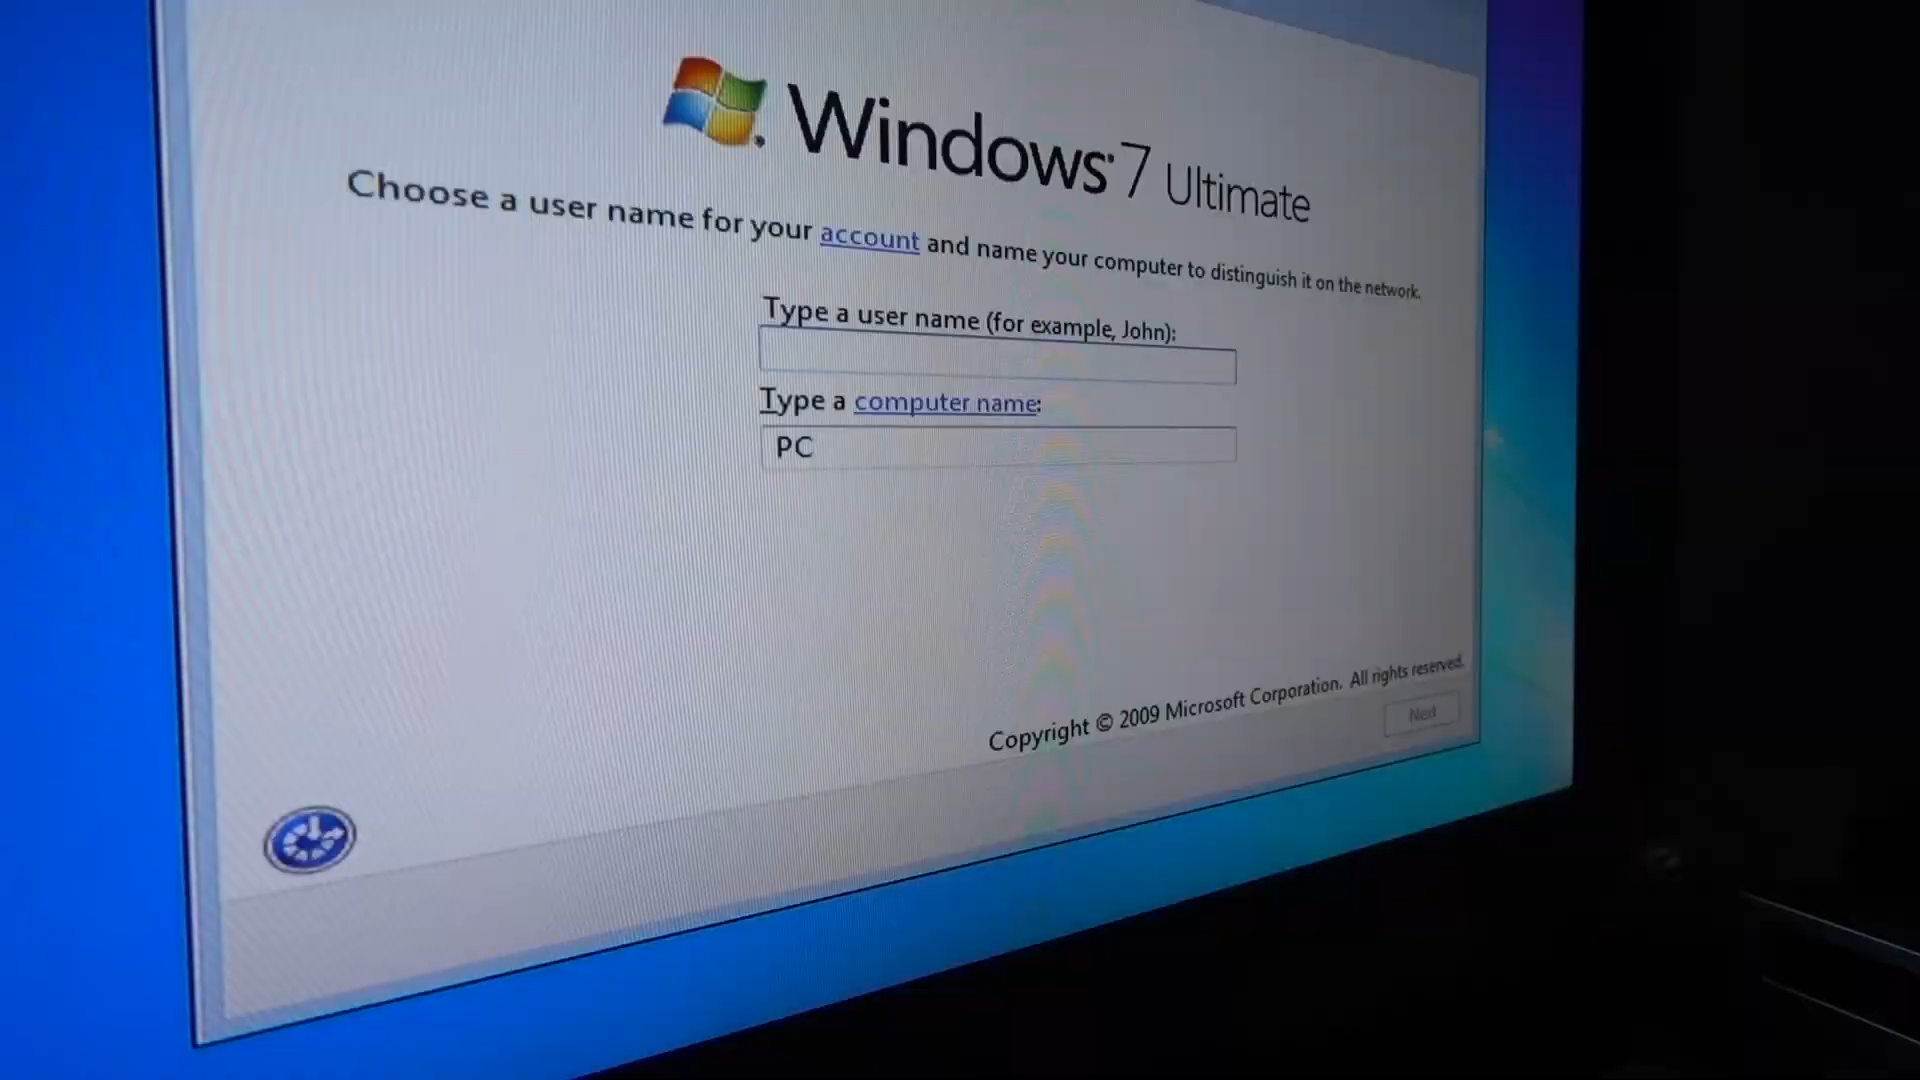 Windows 7 Ultimate
Choose a user name for your account and name your computer to distinguish it on the network.
Type a user name (for example, John):
Type a computer name:
PC
Copyright © 2009 Microsoft Corporation. All rights reserved.
Next